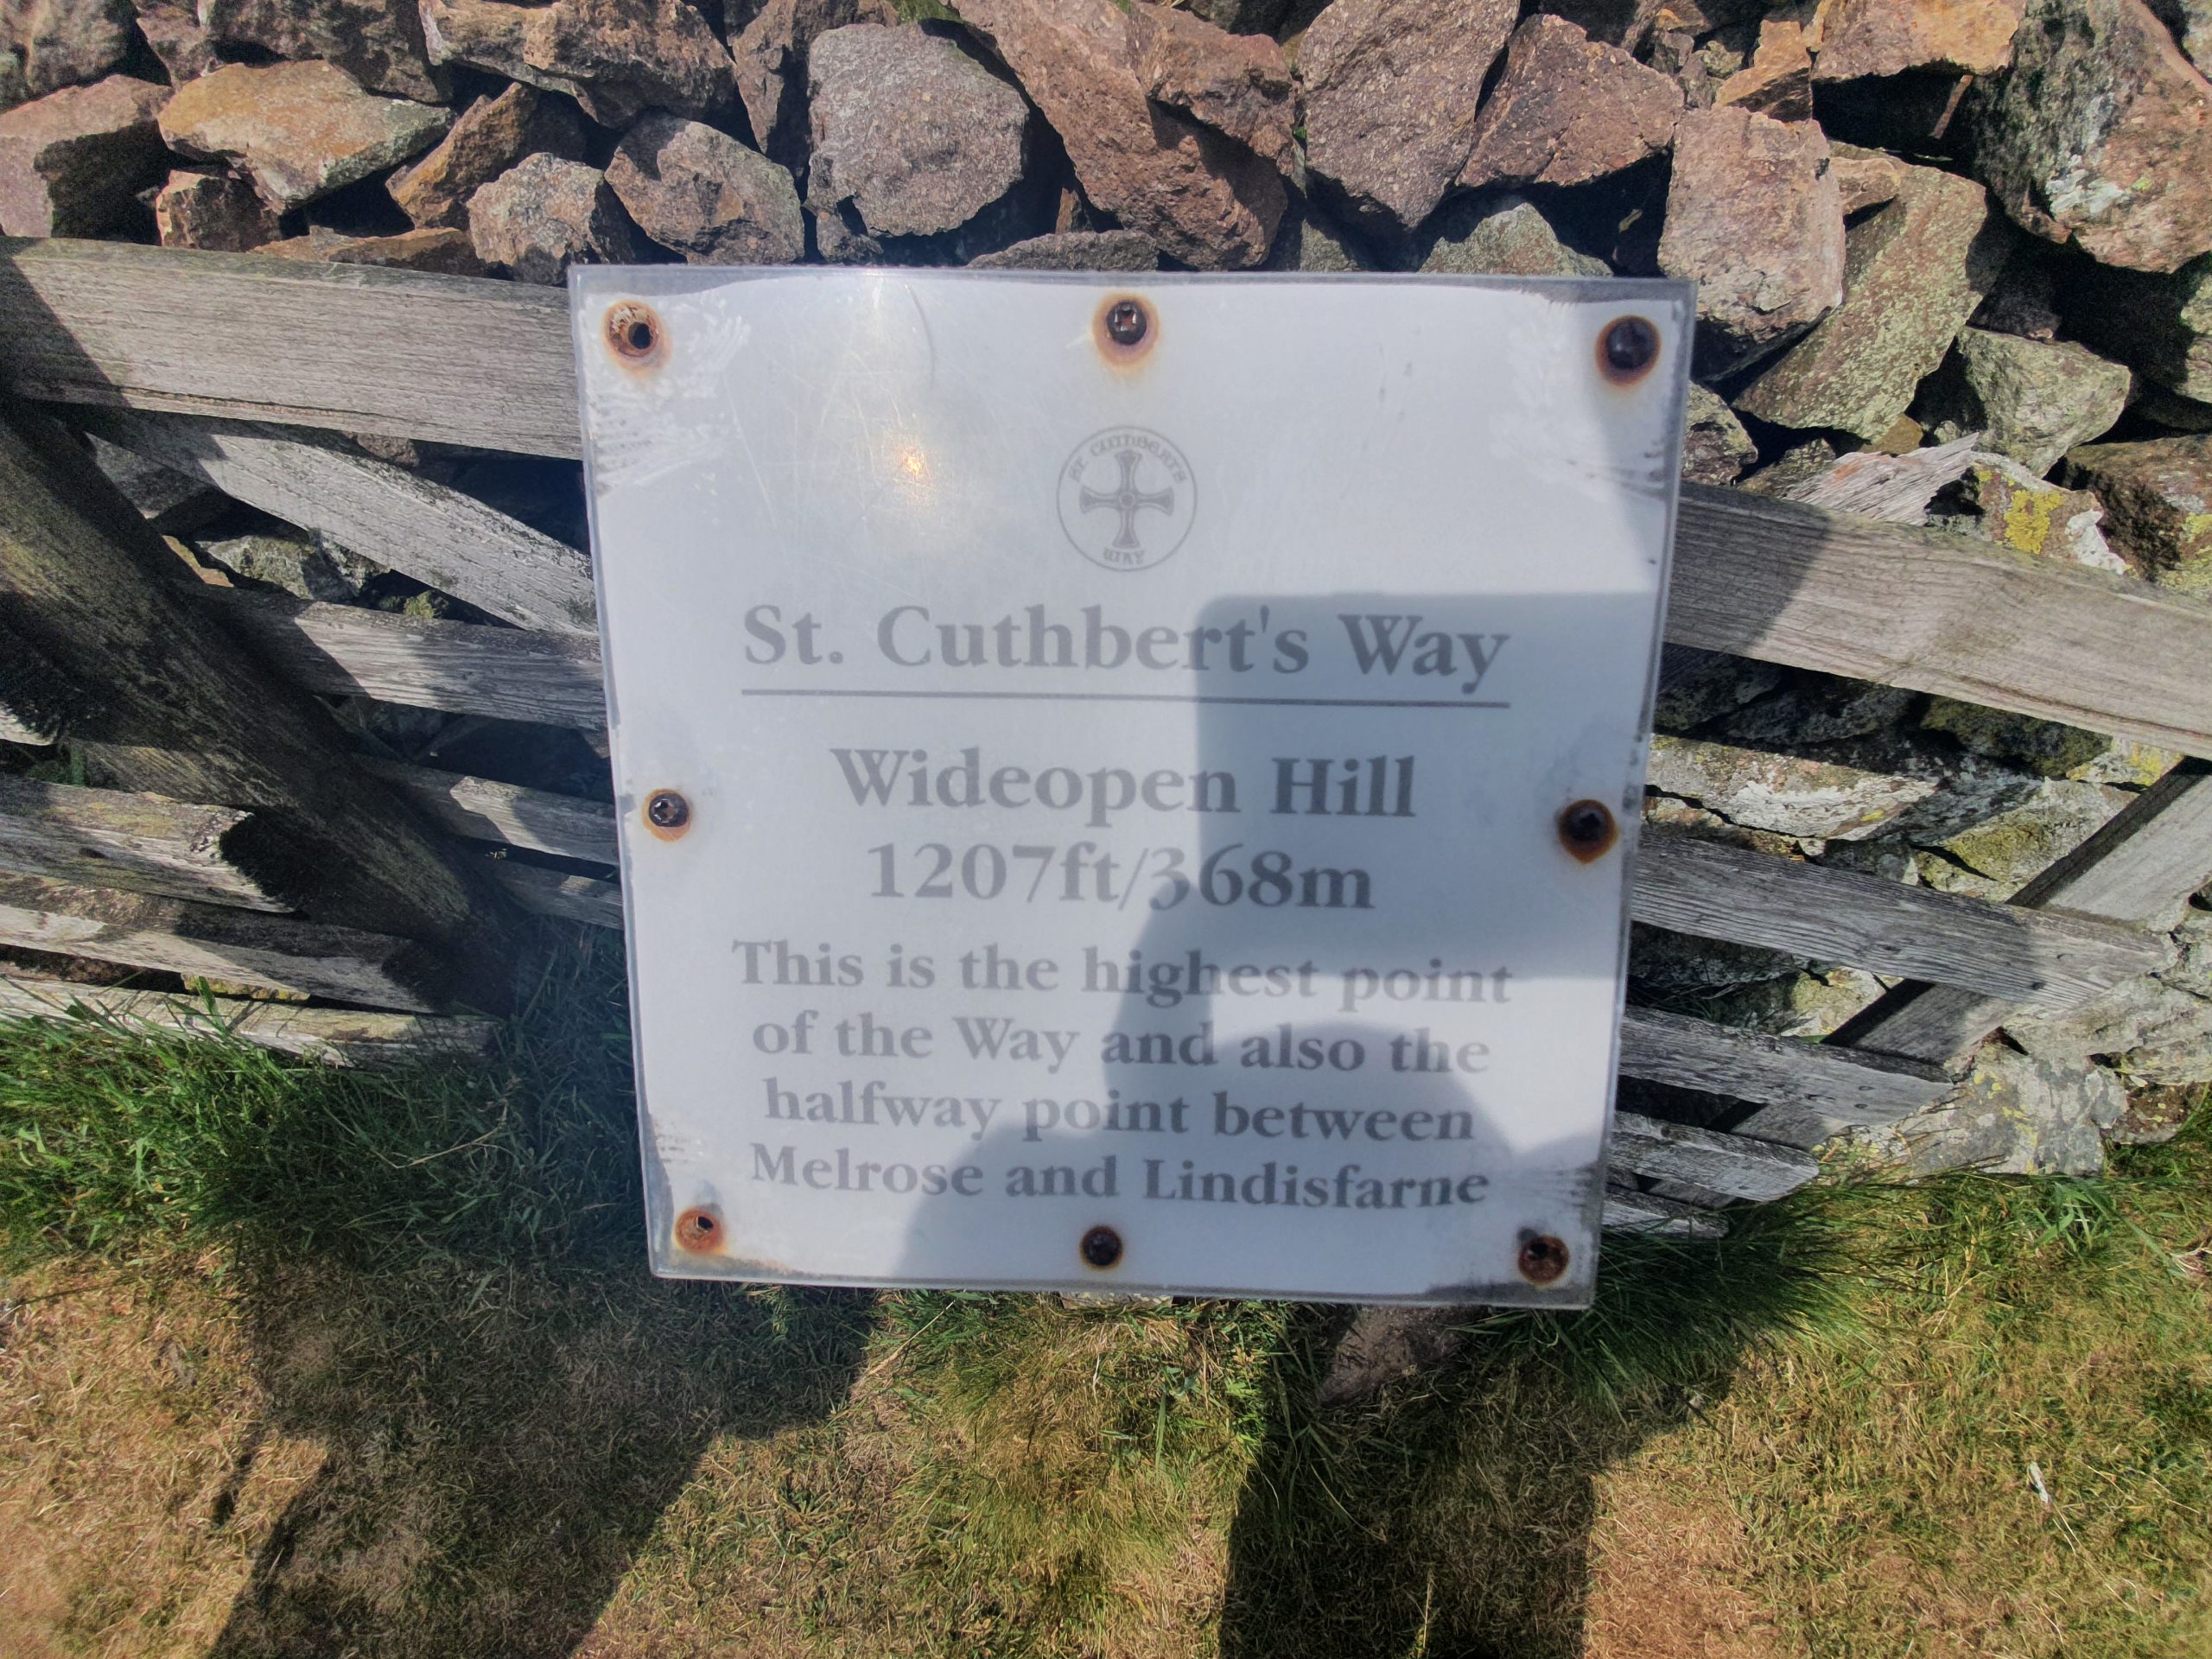 ST CUTHBERT'S
WAY
St. Cuthbert's Way
Wideopen Hill
1207ft/368m
This is the highest point
of the Way and also the
halfway point between
Melrose and Lindisfarne